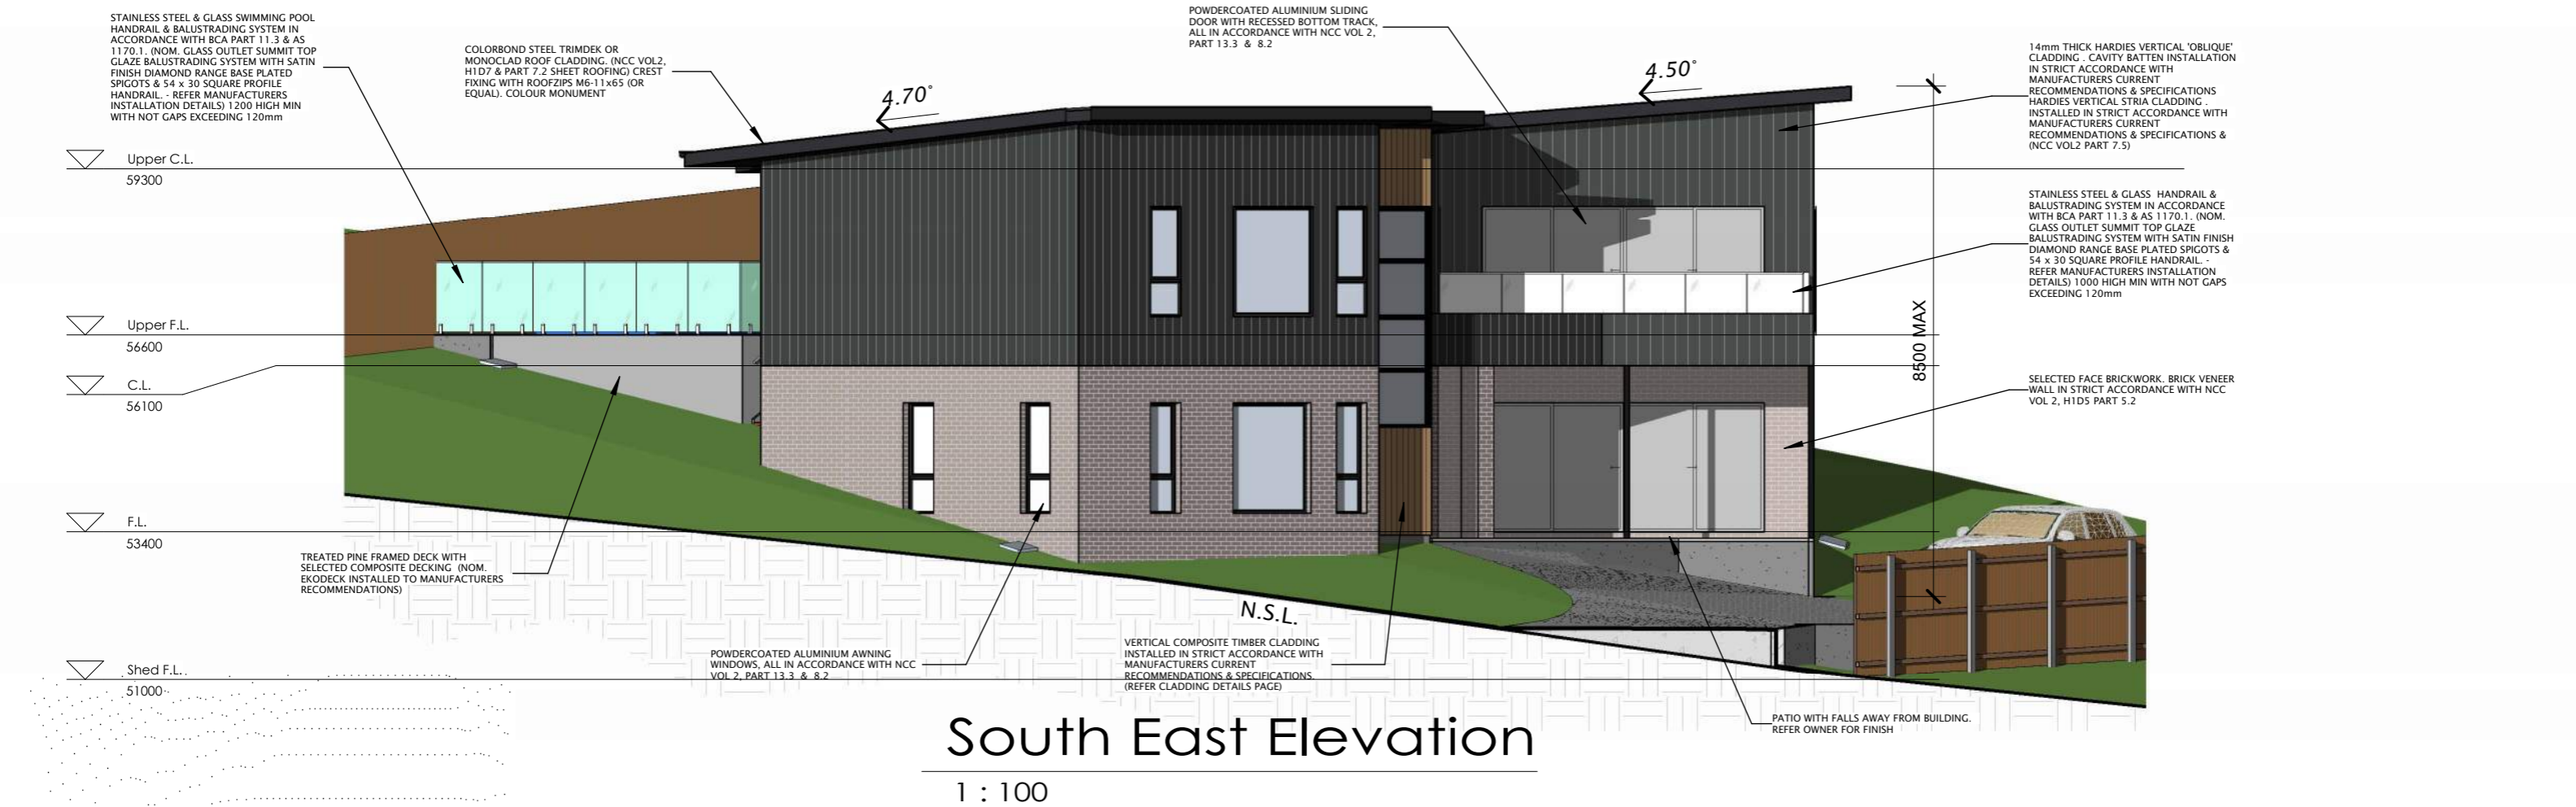 STAINLESS STEEL & GLASS SWIMMING POOL
HANDRAIL & BALUSTRADING SYSTEM IN
ACCORDANCE WITH BCA PART 11.3 & AS
1170.1. (NOM. GLASS OUTLET SUMMIT TOP
GLAZE BALUSTRADING SYSTEM WITH SATIN
FINISH DIAMOND RANGE BASE PLATED
SPIGOTS & 54 x 30 SQUARE PROFILE
HANDRAIL. - REFER MANUFACTURERS
INSTALLATION DETAILS) 1200 HIGH MIN
WITH NOT GAPS EXCEEDING 120mm
COLORBOND STEEL TRIMDEK OR
MONOCLAD ROOF CLADDING. (NCC VOL2,
H1D7 & PART 7.2 SHEET ROOFING) CREST
FIXING WITH ROOFZIPS M6-11x65 (OR
EQUAL). COLOUR MONUMENT
POWDERCOATED ALUMINIUM SLIDING
DOOR WITH RECESSED BOTTOM TRACK,
ALL IN ACCORDANCE WITH NCC VOL 2,
PART 13.3 & 8.2
14mm THICK HARDIES VERTICAL 'OBLIQUE'
CLADDING . CAVITY BATTEN INSTALLATION
IN STRICT ACCORDANCE WITH
MANUFACTURERS CURRENT
RECOMMENDATIONS & SPECIFICATIONS
HARDIES VERTICAL STRIA CLADDING .
INSTALLED IN STRICT ACCORDANCE WITH
MANUFACTURERS CURRENT
RECOMMENDATIONS & SPECIFICATIONS &
(NCC VOL2 PART 7.5)
4.70°
4.50°
Upper C.L.
59300
STAINLESS STEEL & GLASS HANDRAIL &
BALUSTRADING SYSTEM IN ACCORDANCE
WITH BCA PART 11.3 & AS 1170.1. (NOM.
GLASS OUTLET SUMMIT TOP GLAZE
BALUSTRADING SYSTEM WITH SATIN FINISH
DIAMOND RANGE BASE PLATED SPIGOTS &
54 x 30 SQUARE PROFILE HANDRAIL. -
REFER MANUFACTURERS INSTALLATION
DETAILS) 1000 HIGH MIN WITH NOT GAPS
EXCEEDING 120mm
Upper F.L.
56600
8500 MAX
C.L.
56100
SELECTED FACE BRICKWORK. BRICK VENEER
WALL IN STRICT ACCORDANCE WITH NCC
VOL 2, H1D5 PART 5.2
F.L.
53400
TREATED PINE FRAMED DECK WITH
SELECTED COMPOSITE DECKING (NOM.
EKODECK INSTALLED TO MANUFACTURERS
RECOMMENDATIONS)
N.S.L.
POWDERCOATED ALUMINIUM AWNING
WINDOWS, ALL IN ACCORDANCE WITH NCC
VOL 2, PART 13.3 & 8.2
VERTICAL COMPOSITE TIMBER CLADDING
INSTALLED IN STRICT ACCORDANCE WITH
MANUFACTURERS CURRENT
RECOMMENDATIONS & SPECIFICATIONS.
(REFER CLADDING DETAILS PAGE)
Shed F.L.
51000
PATIO WITH FALLS AWAY FROM BUILDING.
REFER OWNER FOR FINISH
South East Elevation
1 : 100